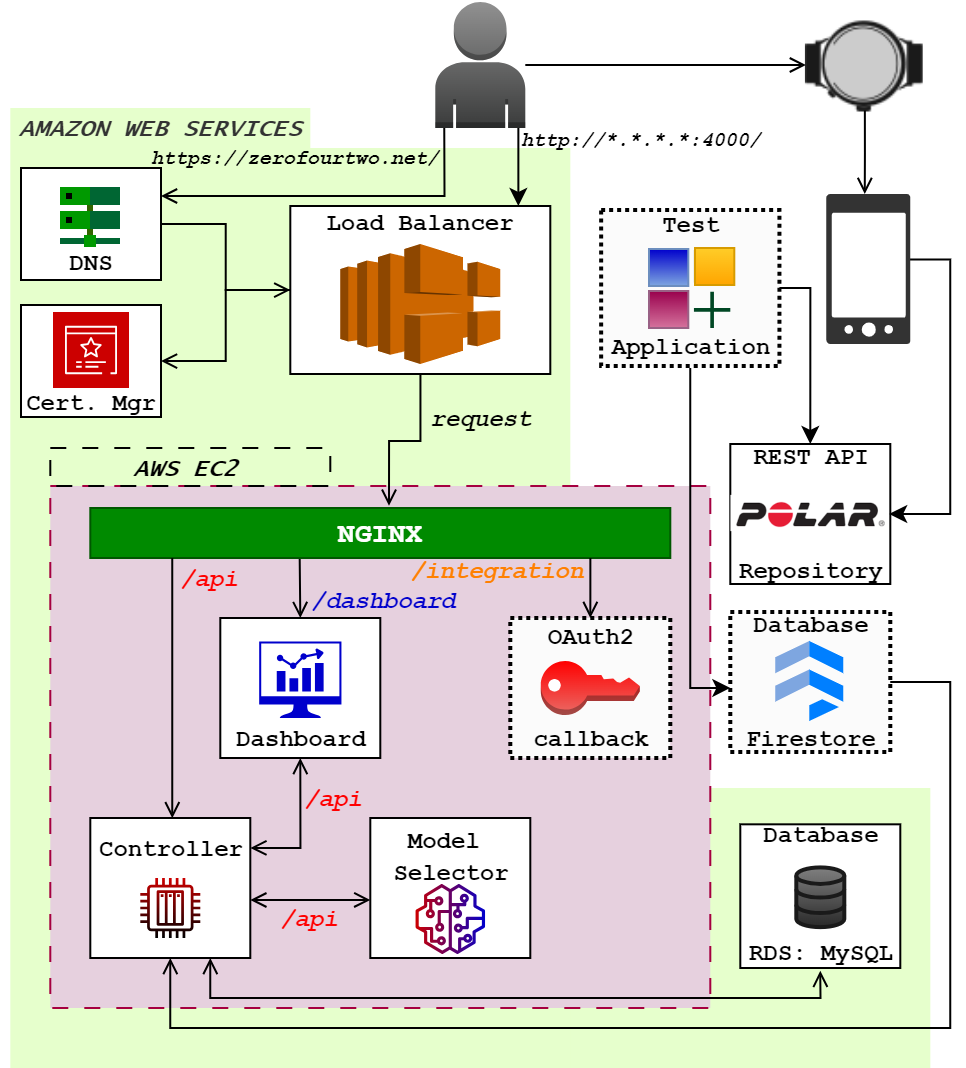 AMAZON WEB SERVICES
https://zerofourtwo.net/
http://*.*.*.*:4000/
DNS
Load Balancer
Cert. Mgr
Test
Application
request
AWS EC2
NGINX
REST API
POLAR®
Repository
/api
/dashboard
/integration
Dashboard
OAuth2
callback
Database
Firestore
/api
Controller
Model
Selector
/api
Database
RDS: MySQL